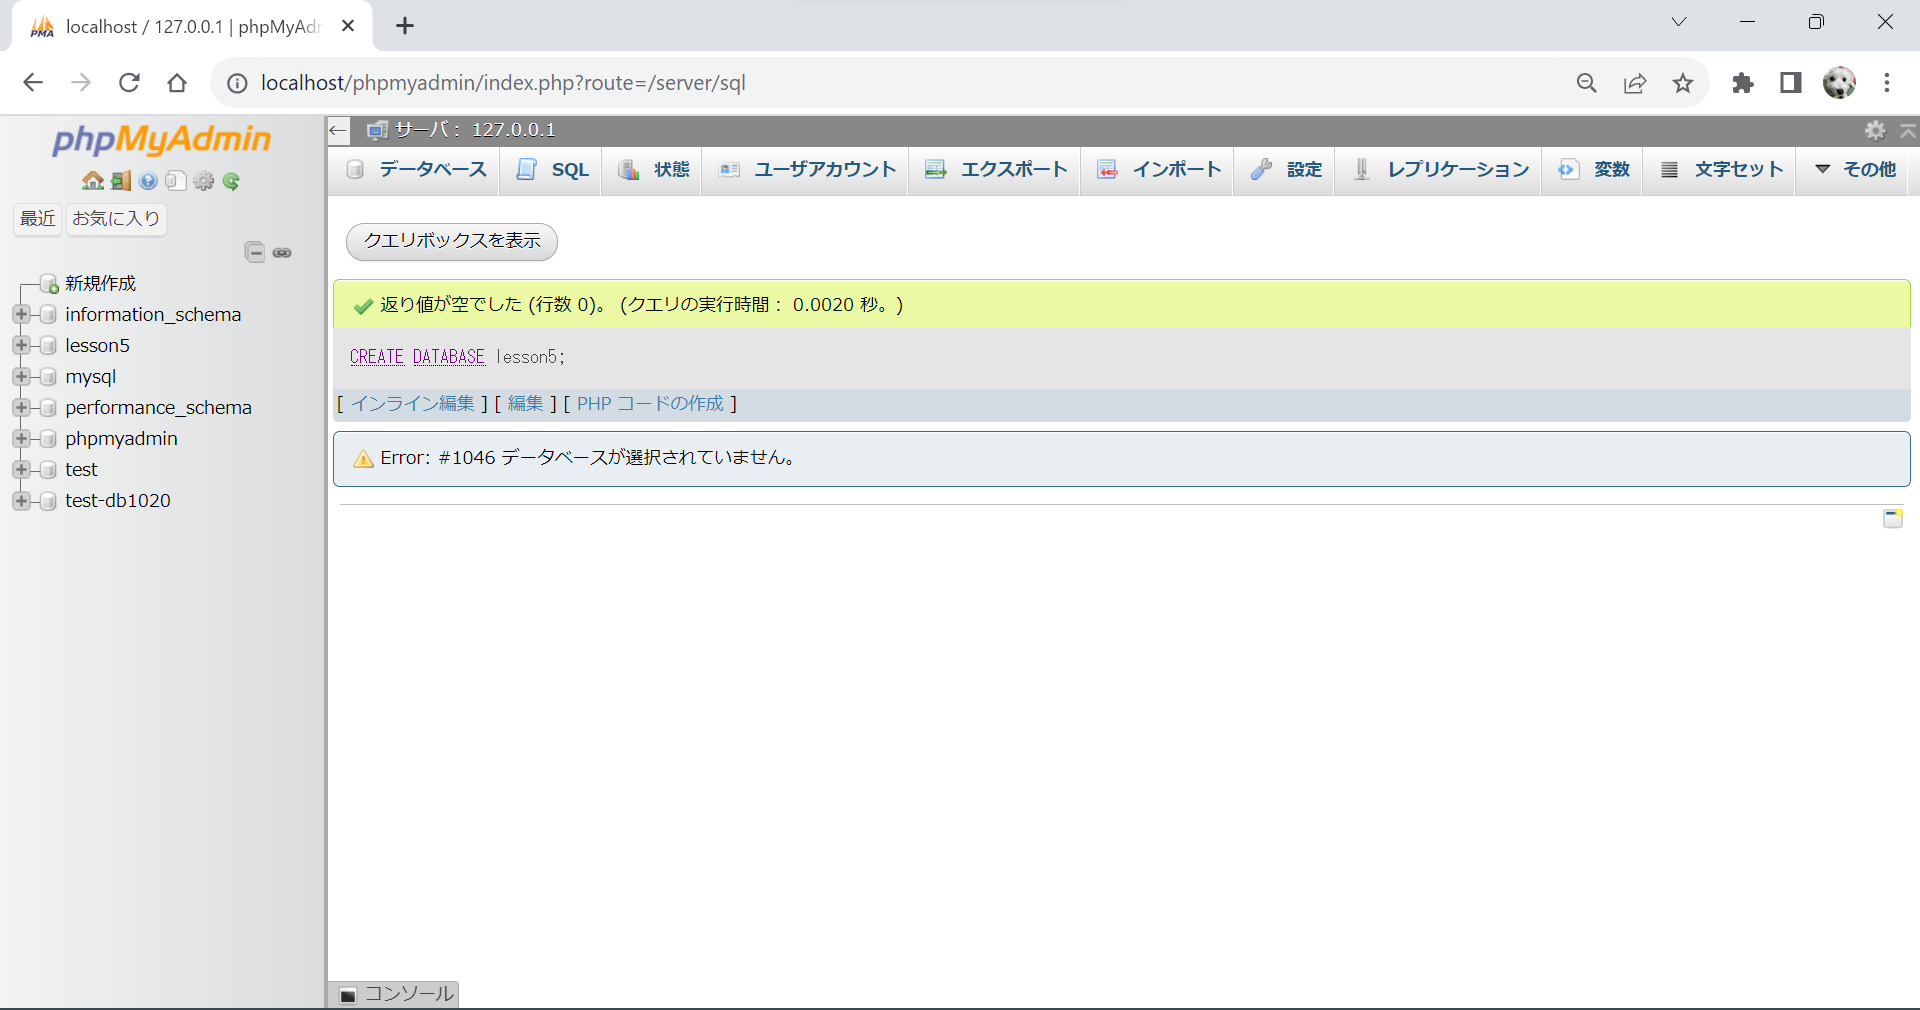 localhost / 127.0.0.1 | phpMyAdm
localhost/phpmyadmin/index.php?route=/server/sql
phpMyAdmin
最近 お気に入り
新規作成
information_schema
lesson5
mysql
performance_schema
phpmyadmin
test
test-db1020
サーバ： 127.0.0.1
データベース SQL 状態 ユーザアカウント エクスポート インポート 設定 レプリケーション 変数 文字セット その他
クエリボックスを表示
返り値が空でした (行数 0)。 (クエリの実行時間： 0.0020 秒。)
CREATE DATABASE lesson5;
[ インライン編集 ] [ 編集 ] [ PHP コードの作成 ]
Error: #1046 データベースが選択されていません。
コンソール